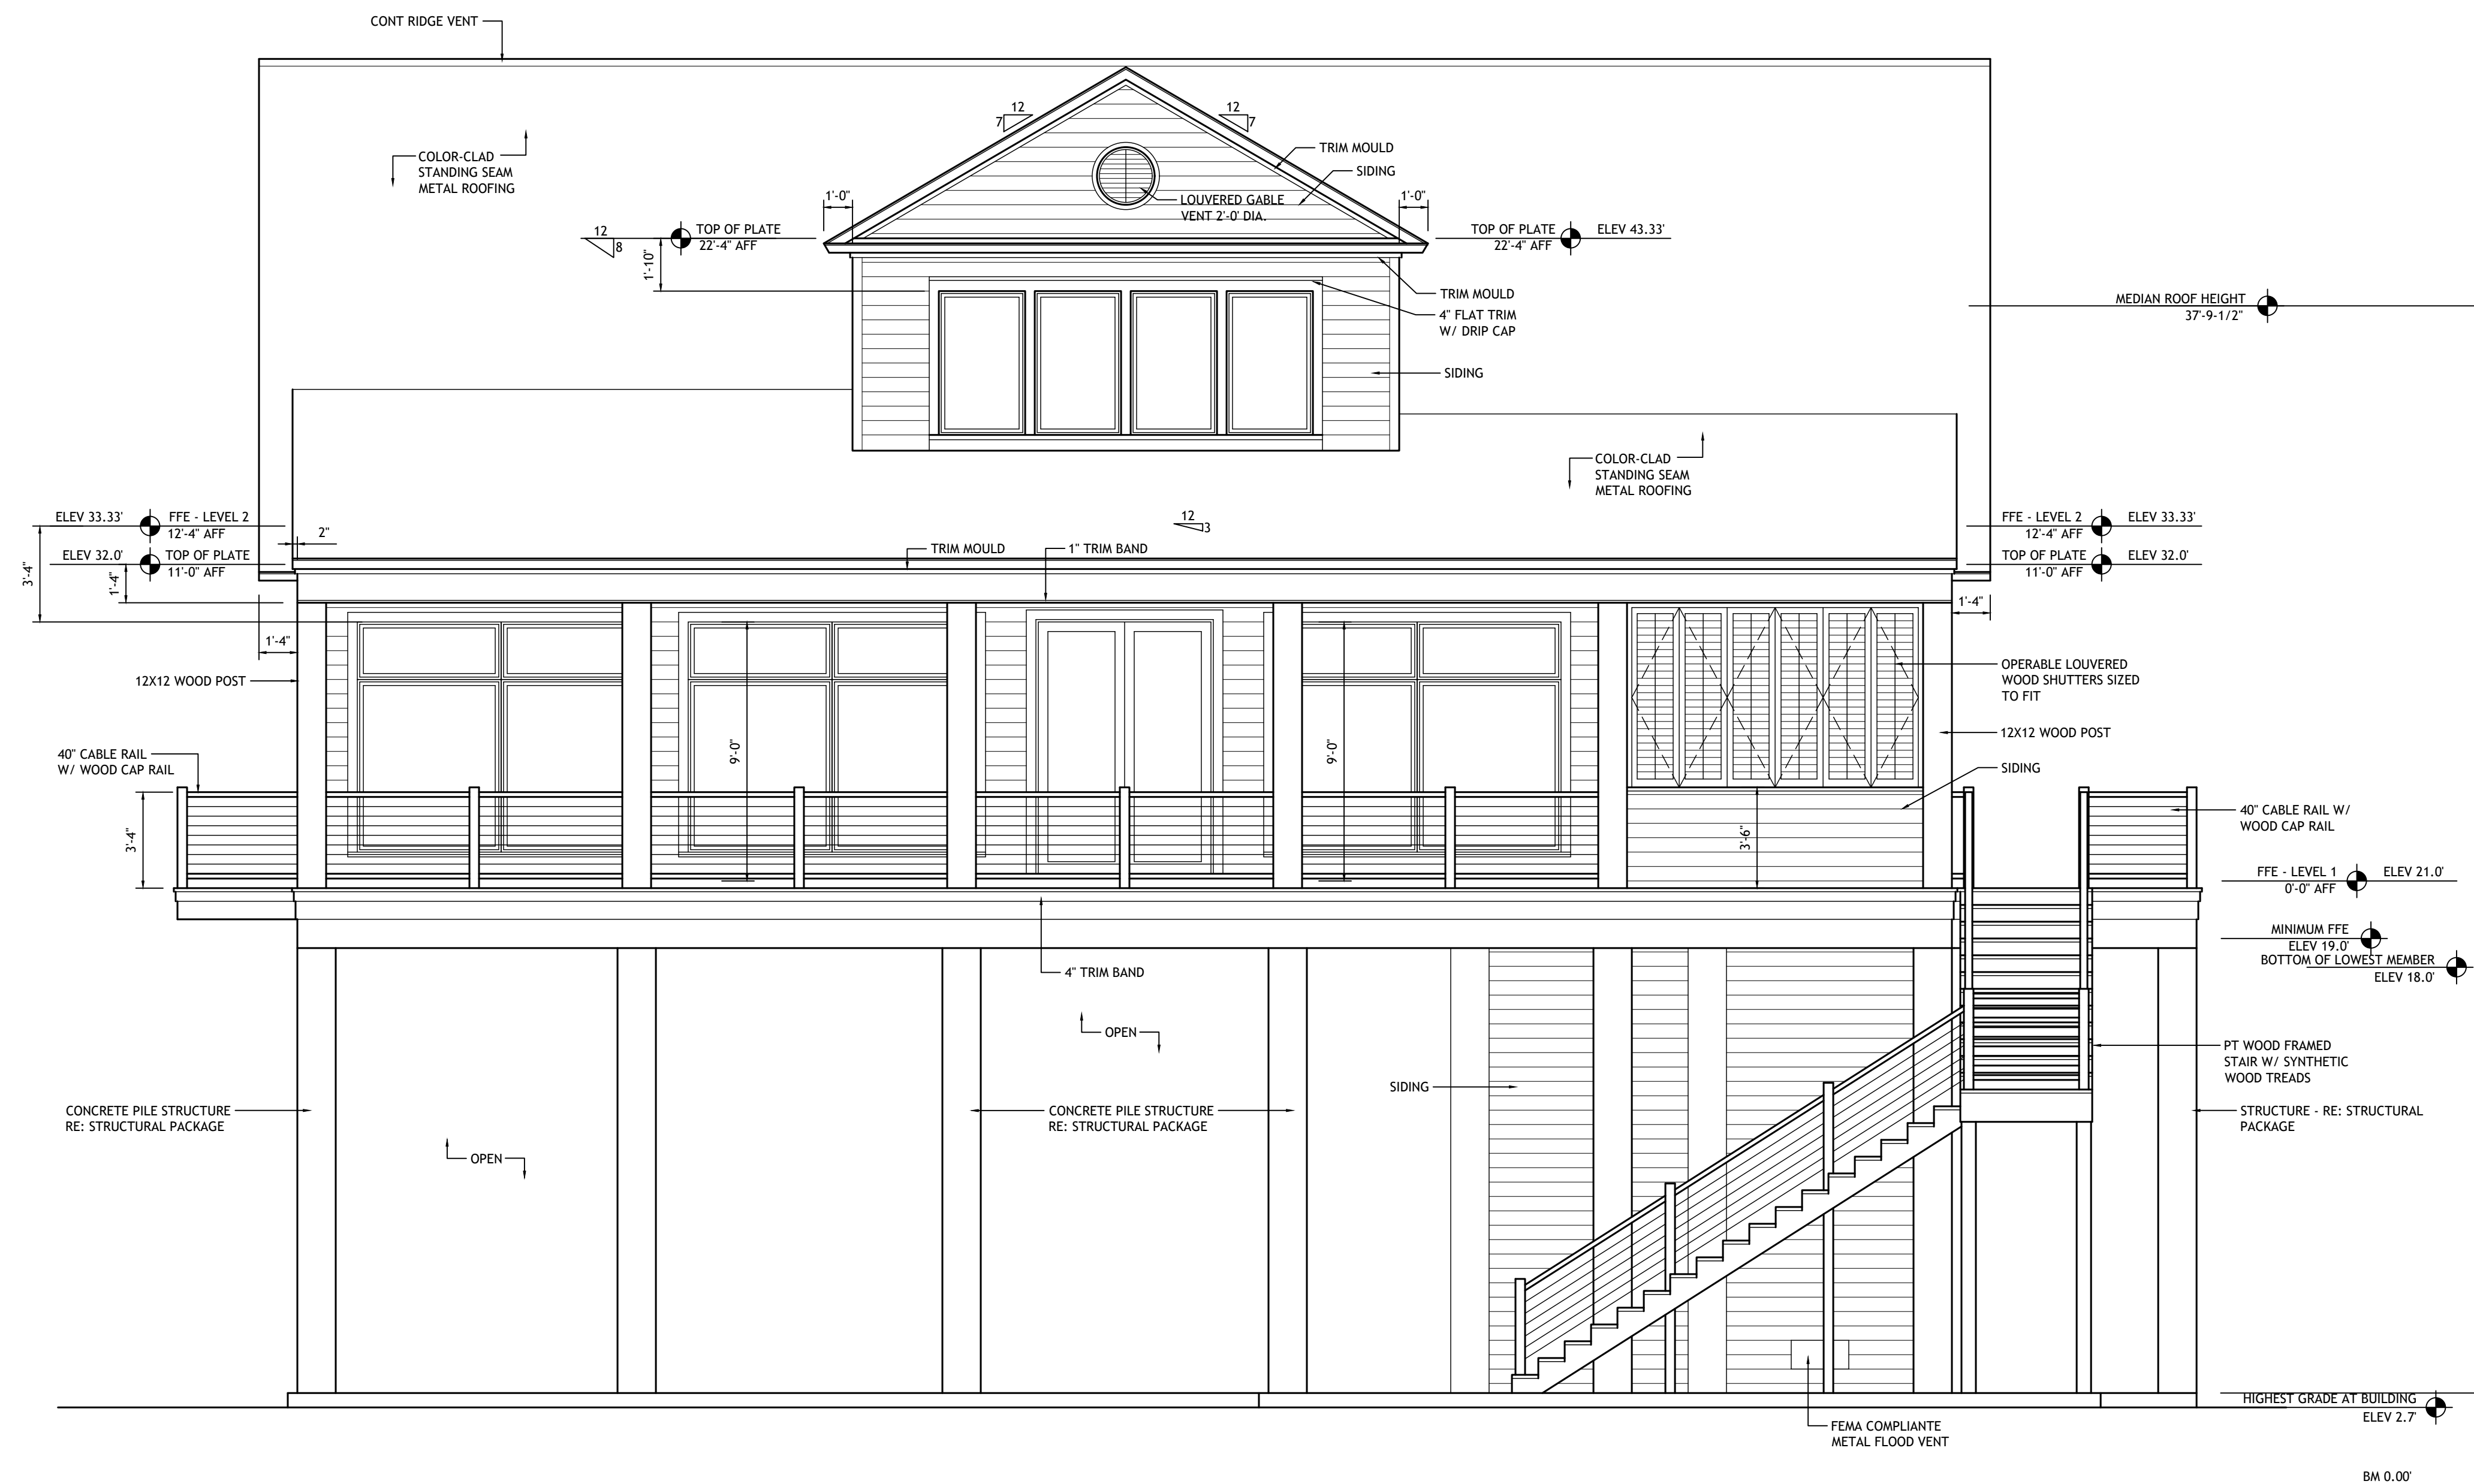 CONT RIDGE VENT
12
7
12
7
TRIM MOULD
COLOR-CLAD
STANDING SEAM
METAL ROOFING
SIDING
1'-0"
1'-0"
LOUVERED GABLE
VENT 2'-0' DIA.
12
8
TOP OF PLATE
22'-4" AFF
TOP OF PLATE
22'-4" AFF
ELEV 43.33'
1'-10"
TRIM MOULD
4" FLAT TRIM
W/ DRIP CAP
MEDIAN ROOF HEIGHT
37'-9-1/2"
SIDING
COLOR-CLAD
STANDING SEAM
METAL ROOFING
ELEV 33.33'
FFE - LEVEL 2
12'-4" AFF
2"
12
3
FFE - LEVEL 2
12'-4" AFF
ELEV 33.33'
ELEV 32.0'
TOP OF PLATE
11'-0" AFF
TRIM MOULD
1" TRIM BAND
TOP OF PLATE
11'-0" AFF
ELEV 32.0'
3'-4"
1'-4"
1'-4"
1'-4"
12X12 WOOD POST
OPERABLE LOUVERED
WOOD SHUTTERS SIZED
TO FIT
9'-0"
9'-0"
12X12 WOOD POST
40" CABLE RAIL
W/ WOOD CAP RAIL
SIDING
3'-4"
3'-6"
40" CABLE RAIL W/
WOOD CAP RAIL
FFE - LEVEL 1
0'-0" AFF
ELEV 21.0'
MINIMUM FFE
ELEV 19.0'
BOTTOM OF LOWEST MEMBER
ELEV 18.0'
4" TRIM BAND
OPEN
PT WOOD FRAMED
STAIR W/ SYNTHETIC
WOOD TREADS
SIDING
CONCRETE PILE STRUCTURE
RE: STRUCTURAL PACKAGE
CONCRETE PILE STRUCTURE
RE: STRUCTURAL PACKAGE
STRUCTURE - RE: STRUCTURAL
PACKAGE
OPEN
HIGHEST GRADE AT BUILDING
ELEV 2.7'
FEMA COMPLIANTE
METAL FLOOD VENT
BM 0.00'